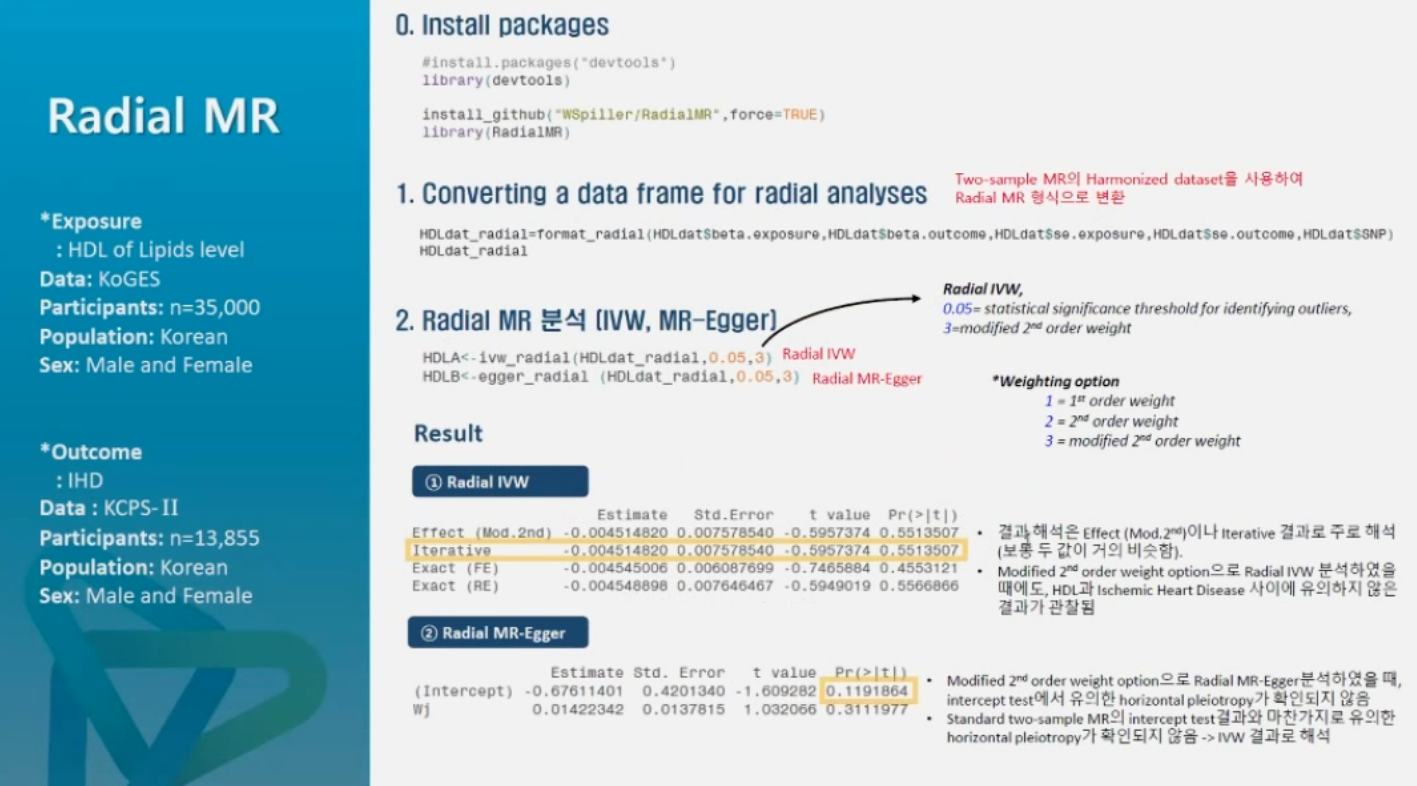 Radial MR
*Exposure
: HDL of Lipids level
Data: KoGES
Participants: n=35,000
Population: Korean
Sex: Male and Female
*Outcome
: IHD
Data : KCPS-Ⅱ
Participants: n=13,855
Population: Korean
Sex: Male and Female
0. Install packages
#install.packages("devtools")
library(devtools)
install_github("WSpiller/RadialMR",force=TRUE)
library(RadialMR)
1. Converting a data frame for radial analyses
Two-sample MR의 Harmonized dataset을 사용하여
Radial MR 형식으로 변환
HDLdat_radial=format_radial(HDLdat$beta.exposure,HDLdat$beta.outcome,HDLdat$se.exposure,HDLdat$se.outcome,HDLdat$SNP)
HDLdat_radial
2. Radial MR 분석 (IVW, MR-Egger)
HDLA<-ivw_radial(HDLdat_radial,0.05,3) Radial IVW
HDLB<-egger_radial (HDLdat_radial,0.05,3) Radial MR-Egger
Radial IVW,
0.05= statistical significance threshold for identifying outliers,
3=modified 2nd order weight
*Weighting option
1 = 1st order weight
2 = 2nd order weight
3 = modified 2nd order weight
Result
① Radial IVW
Estimate Std.Error t value Pr(>|t|)
Effect (Mod.2nd) -0.004514820 0.007578540 -0.5957374 0.5513507
Iterative -0.004514820 0.007578540 -0.5957374 0.5513507
Exact (FE) -0.004545006 0.006087699 -0.7465884 0.4553121
Exact (RE) -0.004548898 0.007646467 -0.5949019 0.5566866
• 결과 해석은 Effect (Mod.2nd)이나 Iterative 결과로 주로 해석
(보통 두 값이 거의 비슷함).
• Modified 2nd order weight option으로 Radial IVW 분석하였을
때에도, HDL과 Ischemic Heart Disease 사이에 유의하지 않은
결과가 관찰됨
② Radial MR-Egger
Estimate Std. Error t value Pr(>|t|)
(Intercept) -0.67611401 0.4201340 -1.609282 0.1191864
Wj 0.01422342 0.0137815 1.032066 0.3111977
• Modified 2nd order weight option으로 Radial MR-Egger분석하였을 때,
intercept test에서 유의한 horizontal pleiotropy가 확인되지 않음
• Standard two-sample MR의 intercept test결과와 마찬가지로 유의한
horizontal pleiotropy가 확인되지 않음 -> IVW 결과로 해석